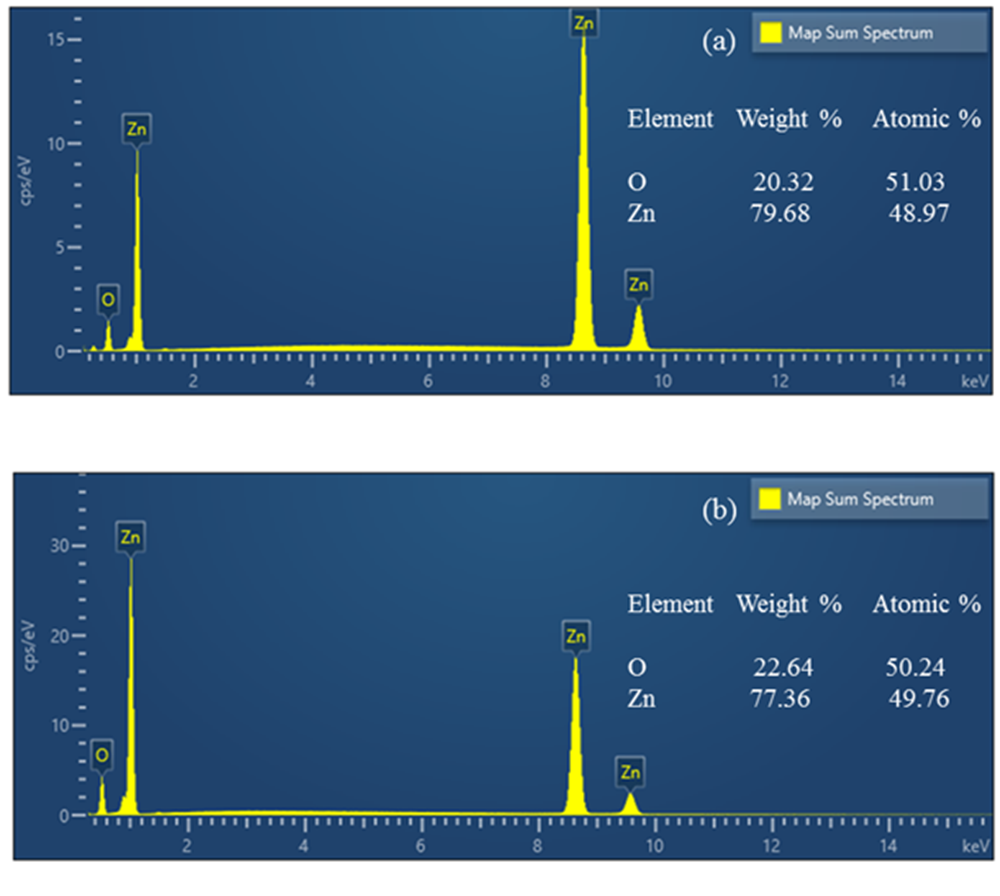 Zn
(a)
Map Sum Spectrum
15
Zn
Element Weight % Atomic %
10
cps/eV
O 20.32 51.03
Zn 79.68 48.97
5
O
Zn
0
2 4 6 8 10 12 14 keV
(b)
Map Sum Spectrum
Zn
30
Element Weight % Atomic %
cps/eV
20
Zn
O 22.64 50.24
Zn 77.36 49.76
10
O
Zn
0
2 4 6 8 10 12 14 keV